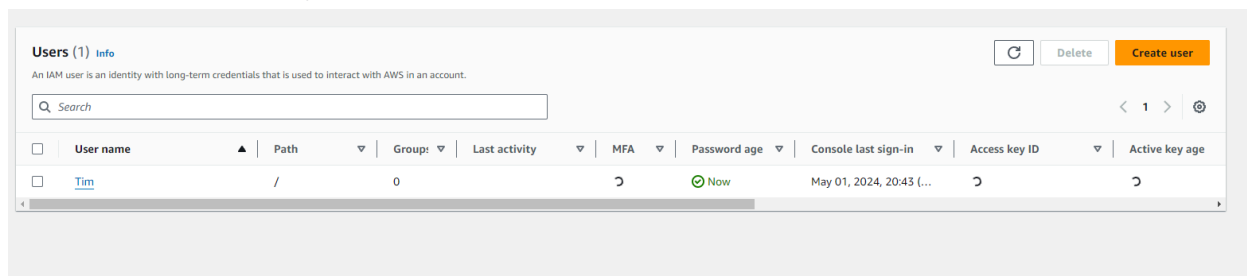 Users (1) Info
Delete
Create user
An IAM user is an identity with long-term credentials that is used to interact with AWS in an account.
Search
1
User name Path Groups Last activity MFA Password age Console last sign-in Access key ID Active key age
Tim / 0 Now May 01, 2024, 20:43 (...